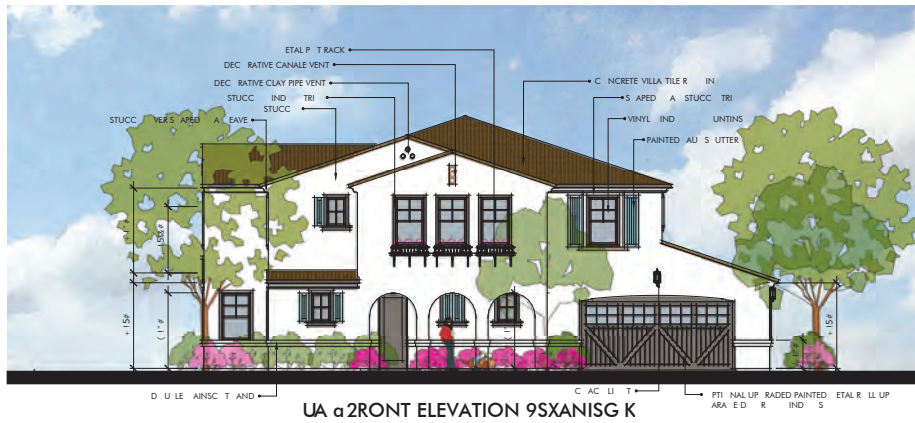 ETAL P T RACK
DEC RATIVE CANALE VENT
DEC RATIVE CLAY PIPE VENT
STUCC IND TRI
STUCC
STUCC VER S APED A EAVE
C NCRETE VILLA TILE R IN
S APED A STUCC TRI
VINYL IND UNTINS
PAINTED AU S UTTER
D U LE AINSC T AND
C AC LI T
PTI NAL UP RADED PAINTED ETAL R LL UP
ARA E D R IND S
UA α 2RONT ELEVATION 9SXANISG K